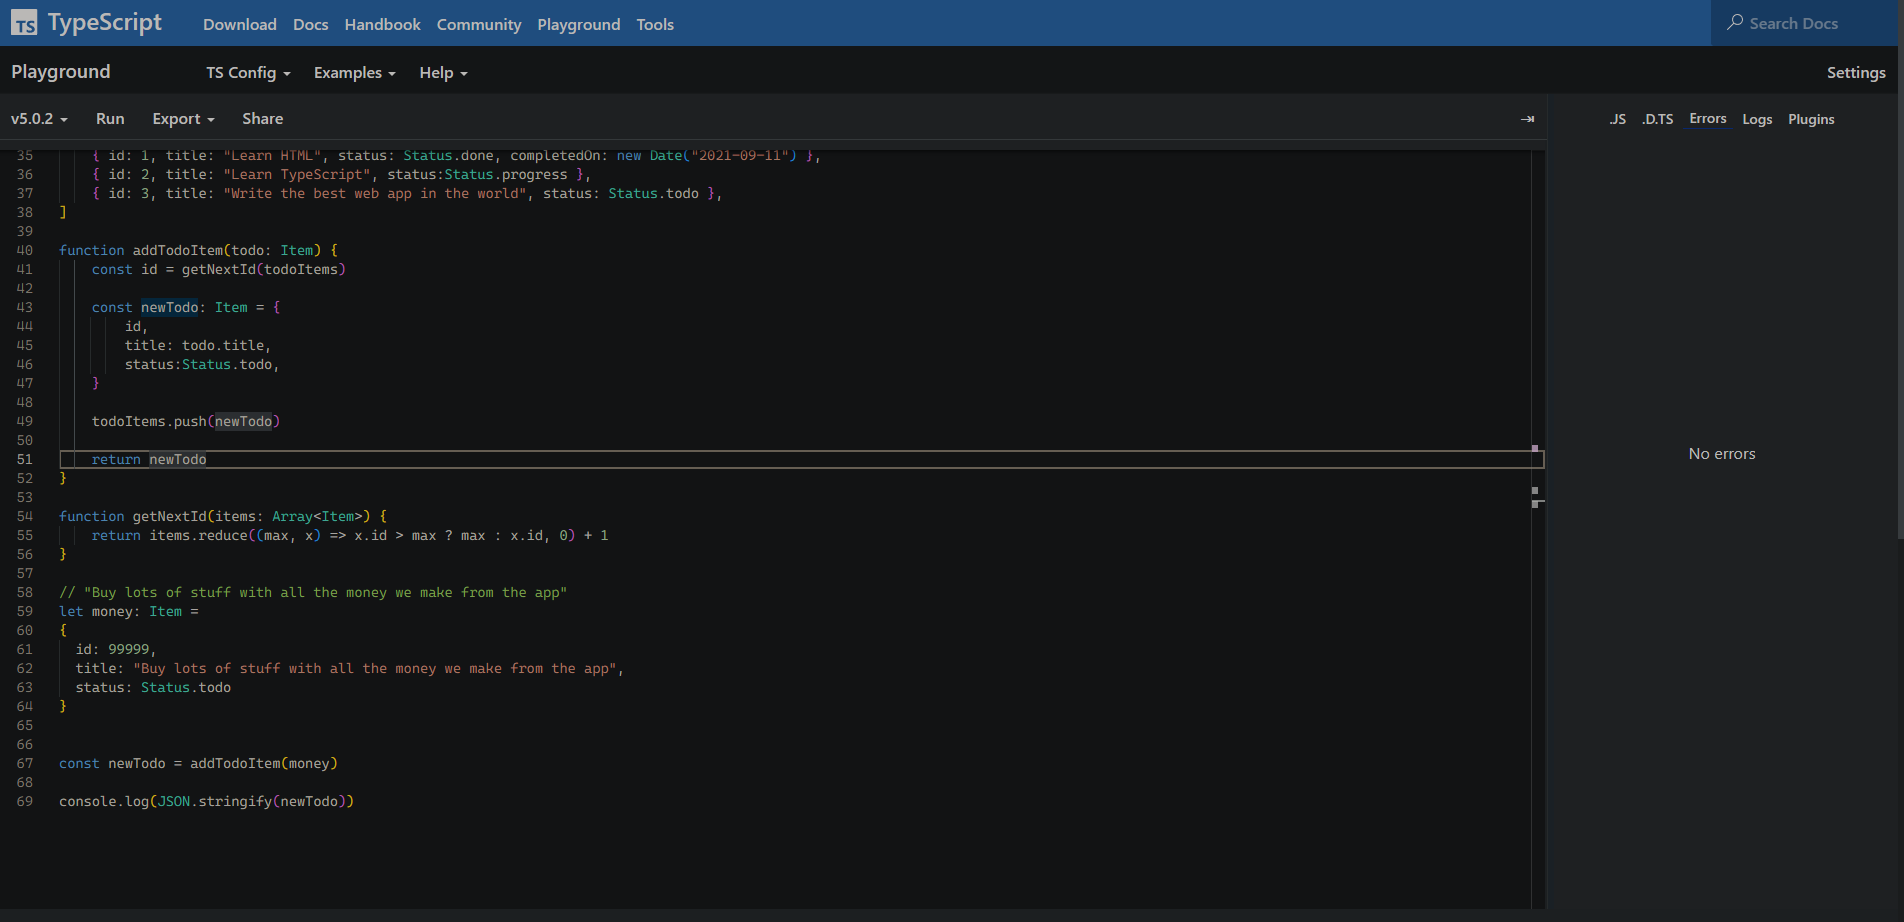 TS TypeScript Download Docs Handbook Community Playground Tools Search Docs
Playground TS Config Examples Help Settings
v5.0.2 Run Export Share .JS .D.TS Errors Logs Plugins
35 { id: 1, title: "Learn HTML", status: Status.done, completedOn: new Date("2021-09-11") },
36 { id: 2, title: "Learn TypeScript", status:Status.progress },
37 { id: 3, title: "Write the best web app in the world", status: Status.todo },
38 ]
39
40 function addTodoItem(todo: Item) {
41 const id = getNextId(todoItems)
42
43 const newTodo: Item = {
44 id,
45 title: todo.title,
46 status:Status.todo,
47 }
48
49 todoItems.push(newTodo)
50
51 return newTodo
52 }
53
54 function getNextId(items: Array<Item>) {
55 return items.reduce((max, x) => x.id > max ? max : x.id, 0) + 1
56 }
57
58 // "Buy lots of stuff with all the money we make from the app"
59 let money: Item =
60 {
61 id: 99999,
62 title: "Buy lots of stuff with all the money we make from the app",
63 status: Status.todo
64 }
65
66
67 const newTodo = addTodoItem(money)
68
69 console.log(JSON.stringify(newTodo))
No errors